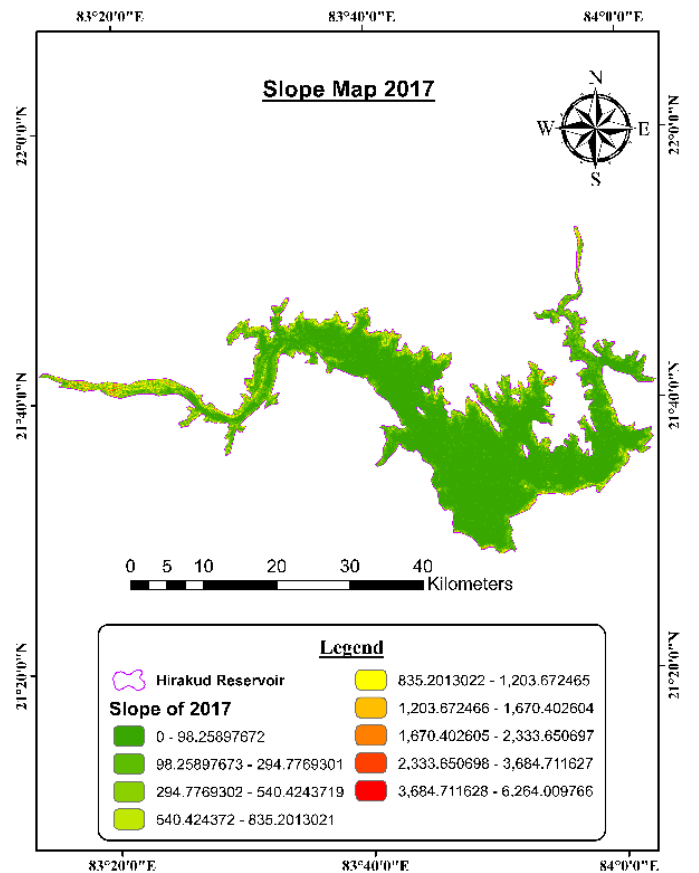 83°20'0"E 83°40'0"E 84°0'0"E
Slope Map 2017
N
W E
S
22°0'0"N 22°0'0"N
21°40'0"N 21°40'0"N
21°20'0"N 21°20'0"N
0 5 10 20 30 40
Kilometers
Legend
Hirakud Reservoir
Slope of 2017
0 - 98.25897672
98.25897673 - 294.7769301
294.7769302 - 540.4243719
540.424372 - 835.2013021
835.2013022 - 1,203.672465
1,203.672466 - 1,670.402604
1,670.402605 - 2,333.650697
2,333.650698 - 3,684.711627
3,684.711628 - 6,264.009766
83°20'0"E 83°40'0"E 84°0'0"E